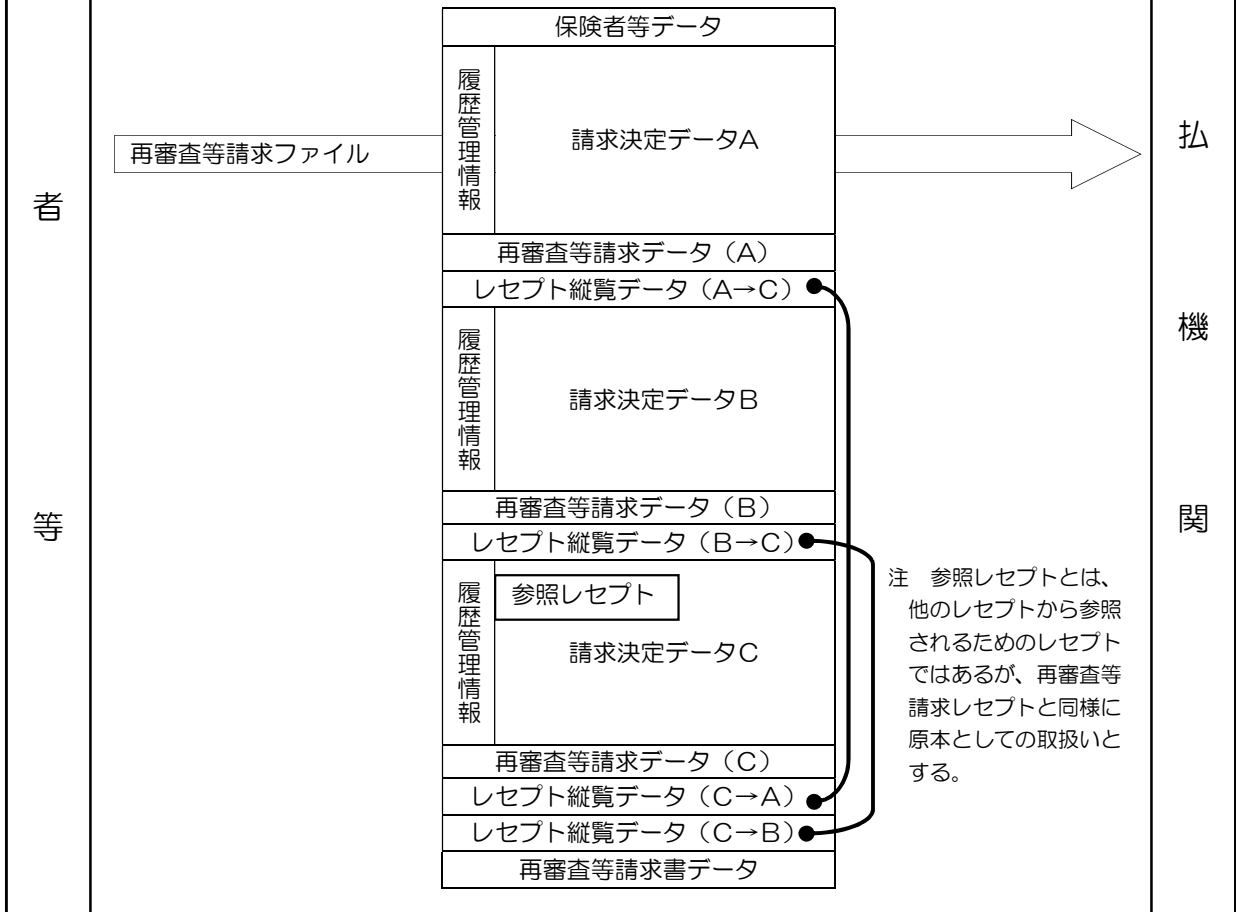 者
等
再審査等請求ファイル
保険者等データ
履歴管理情報
請求決定データA
再審査等請求データ（A）
レセプト縦覧データ（A→C）
履歴管理情報
請求決定データB
再審査等請求データ（B）
レセプト縦覧データ（B→C）
履歴管理情報
参照レセプト
請求決定データC
再審査等請求データ（C）
レセプト縦覧データ（C→A）
レセプト縦覧データ（C→B）
再審査等請求書データ
注　参照レセプトとは、
他のレセプトから参照
されるためのレセプト
ではあるが、再審査等
請求レセプトと同様に
原本としての取扱いと
する。
払
機
関